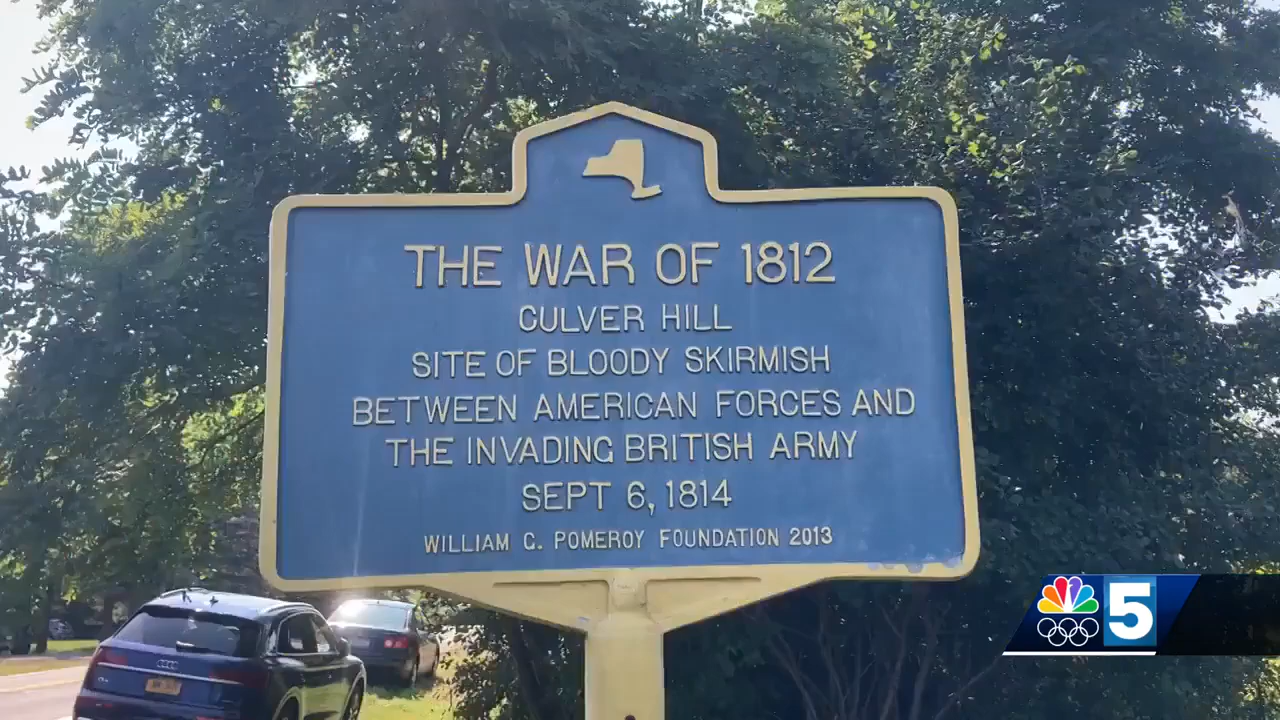 THE WAR OF 1812
CULVER HILL
SITE OF BLOODY SKIRMISH
BETWEEN AMERICAN FORCES AND
THE INVADING BRITISH ARMY
SEPT 6, 1814
WILLIAM G. POMEROY FOUNDATION 2013
5